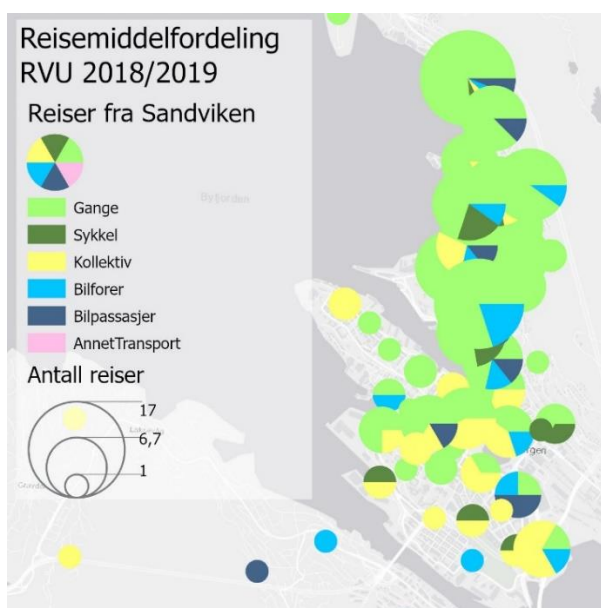 Reisemiddelfordeling
RVU 2018/2019
Reiser fra Sandviken
Gange
Sykkel
Kollektiv
Bilforer
Bilpassasjer
AnnetTransport
Antall reiser
17
6,7
1
Byfjorden